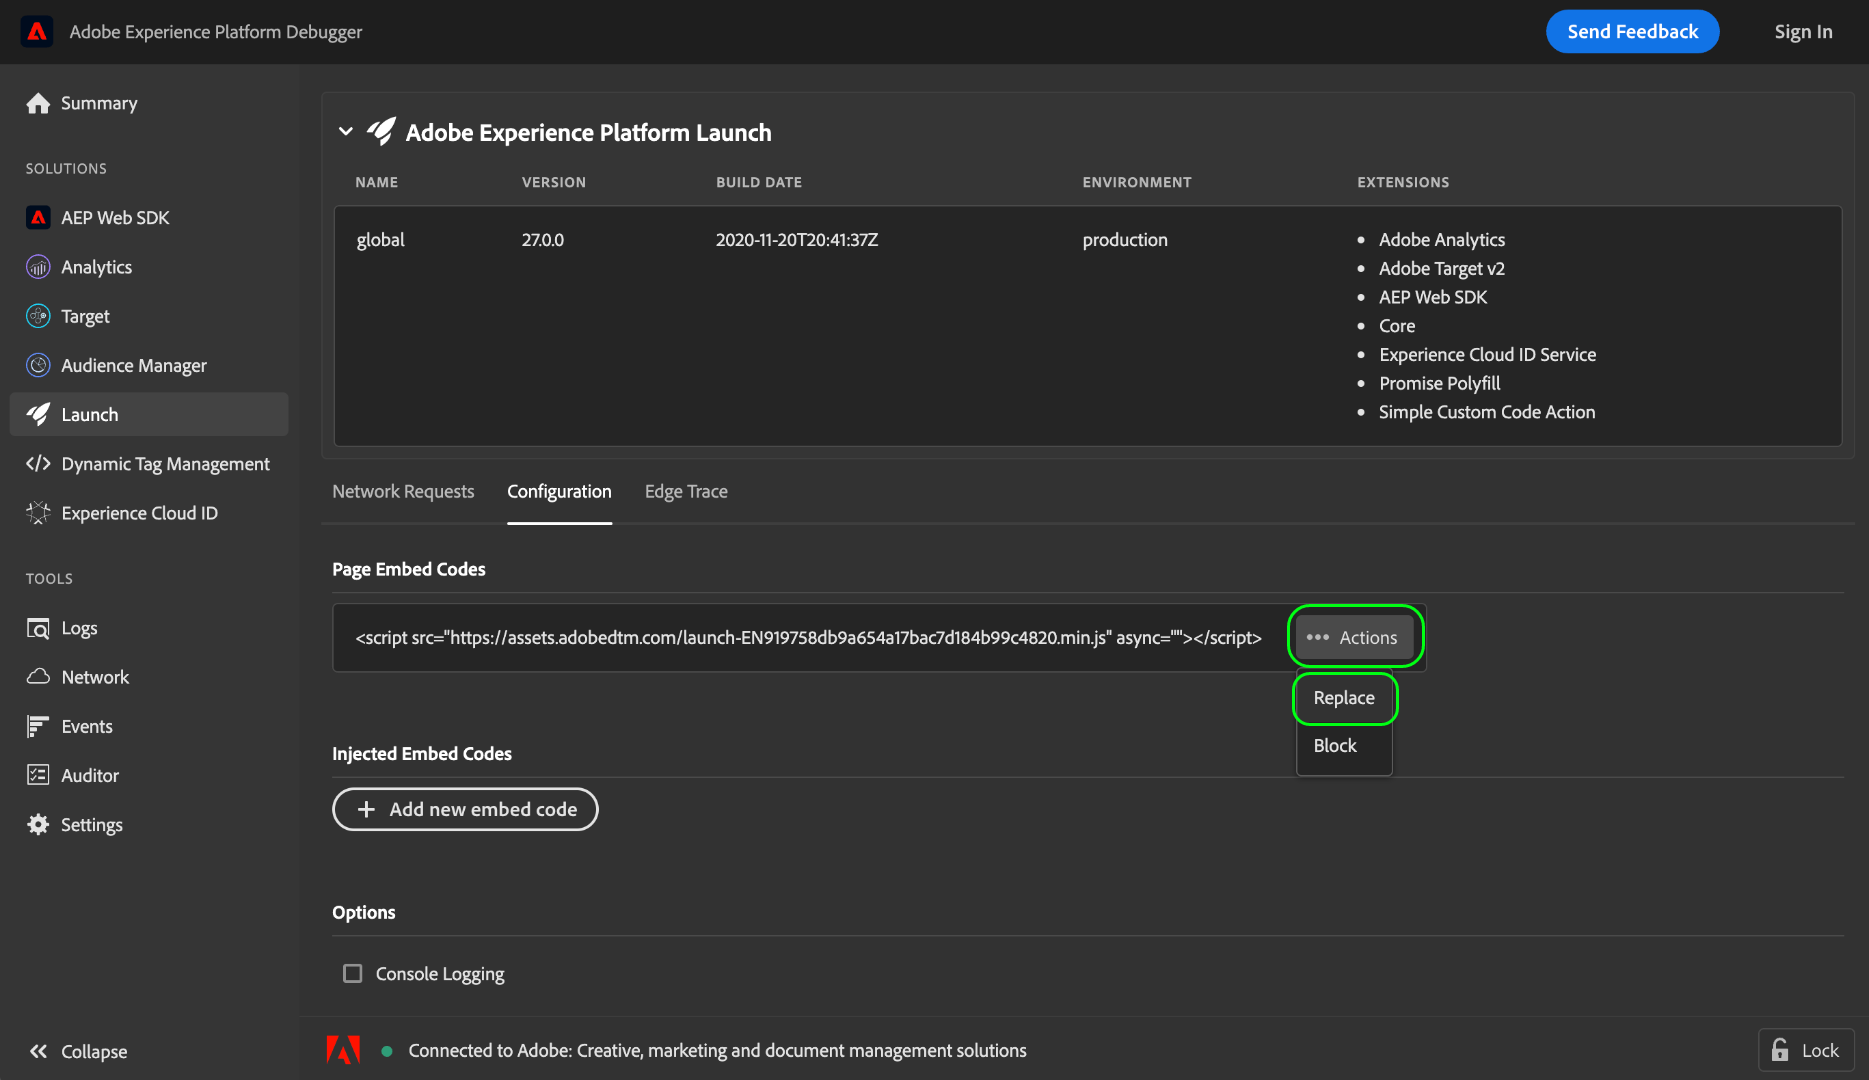 Adobe Experience Platform Debugger
Send Feedback
Sign In
Summary
SOLUTIONS
AEP Web SDK
Analytics
Target
Audience Manager
Launch
</> Dynamic Tag Management
Experience Cloud ID
TOOLS
Logs
Network
Events
Auditor
Settings
Collapse
Adobe Experience Platform Launch
NAME VERSION BUILD DATE ENVIRONMENT EXTENSIONS
global 27.0.0 2020-11-20T20:41:37Z production
• Adobe Analytics
• Adobe Target v2
• AEP Web SDK
• Core
• Experience Cloud ID Service
• Promise Polyfill
• Simple Custom Code Action
Network Requests Configuration Edge Trace
Page Embed Codes
<script src="https://assets.adobedtm.com/launch-EN919758db9a654a17bac7d184b99c4820.min.js" async=""></script>
••• Actions
Replace
Block
Injected Embed Codes
+ Add new embed code
Options
Console Logging
Connected to Adobe: Creative, marketing and document management solutions
Lock